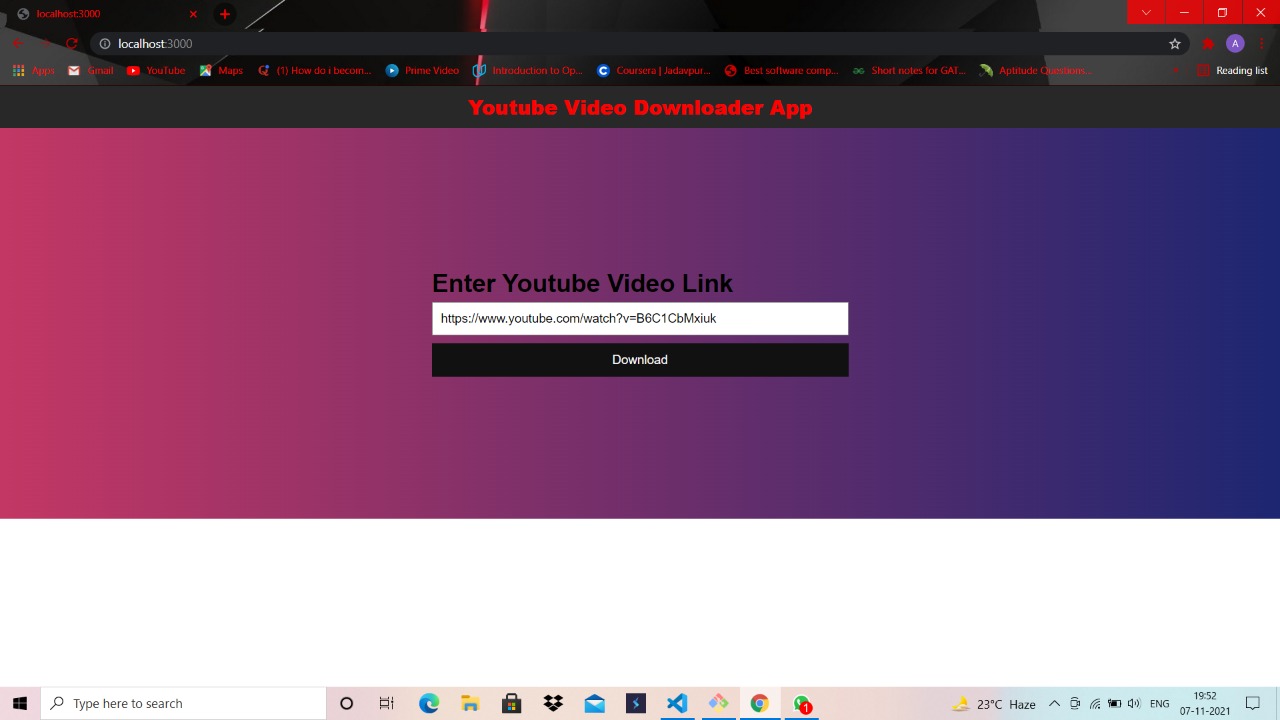 localhost:3000
localhost:3000
A
Apps Gmail YouTube Maps (1) How do i becom... Prime Video Introduction to Op... Coursera | Jadavpur... Best software comp... Short notes for GAT... Aptitude Questions... Reading list
Youtube Video Downloader App
Enter Youtube Video Link
https://www.youtube.com/watch?v=B6C1CbMxiuk
Download
Type here to search
1
23°C Haze
ENG
19:52
07-11-2021